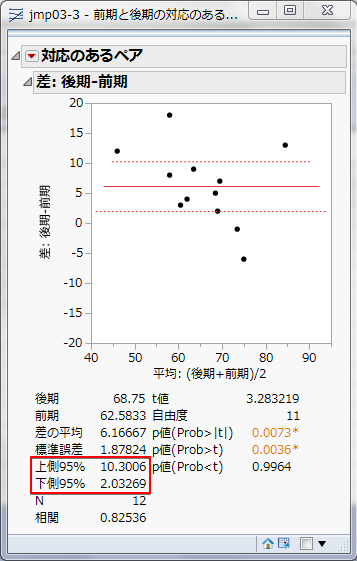 jmp03-3 - 前期と後期の対応のある...
対応のあるペア
差: 後期-前期
20
15
10
5
0
-5
-10
-15
-20
差: 後期-前期
40 50 60 70 80 90
平均: (後期+前期)/2
後期 68.75 t値 3.283219
前期 62.5833 自由度 11
差の平均 6.16667 p値(Prob>|t|) 0.0073*
標準誤差 1.87824 p値(Prob>t) 0.0036*
上側95% 10.3006 p値(Prob<t) 0.9964
下側95% 2.03269
N 12
相関 0.82536